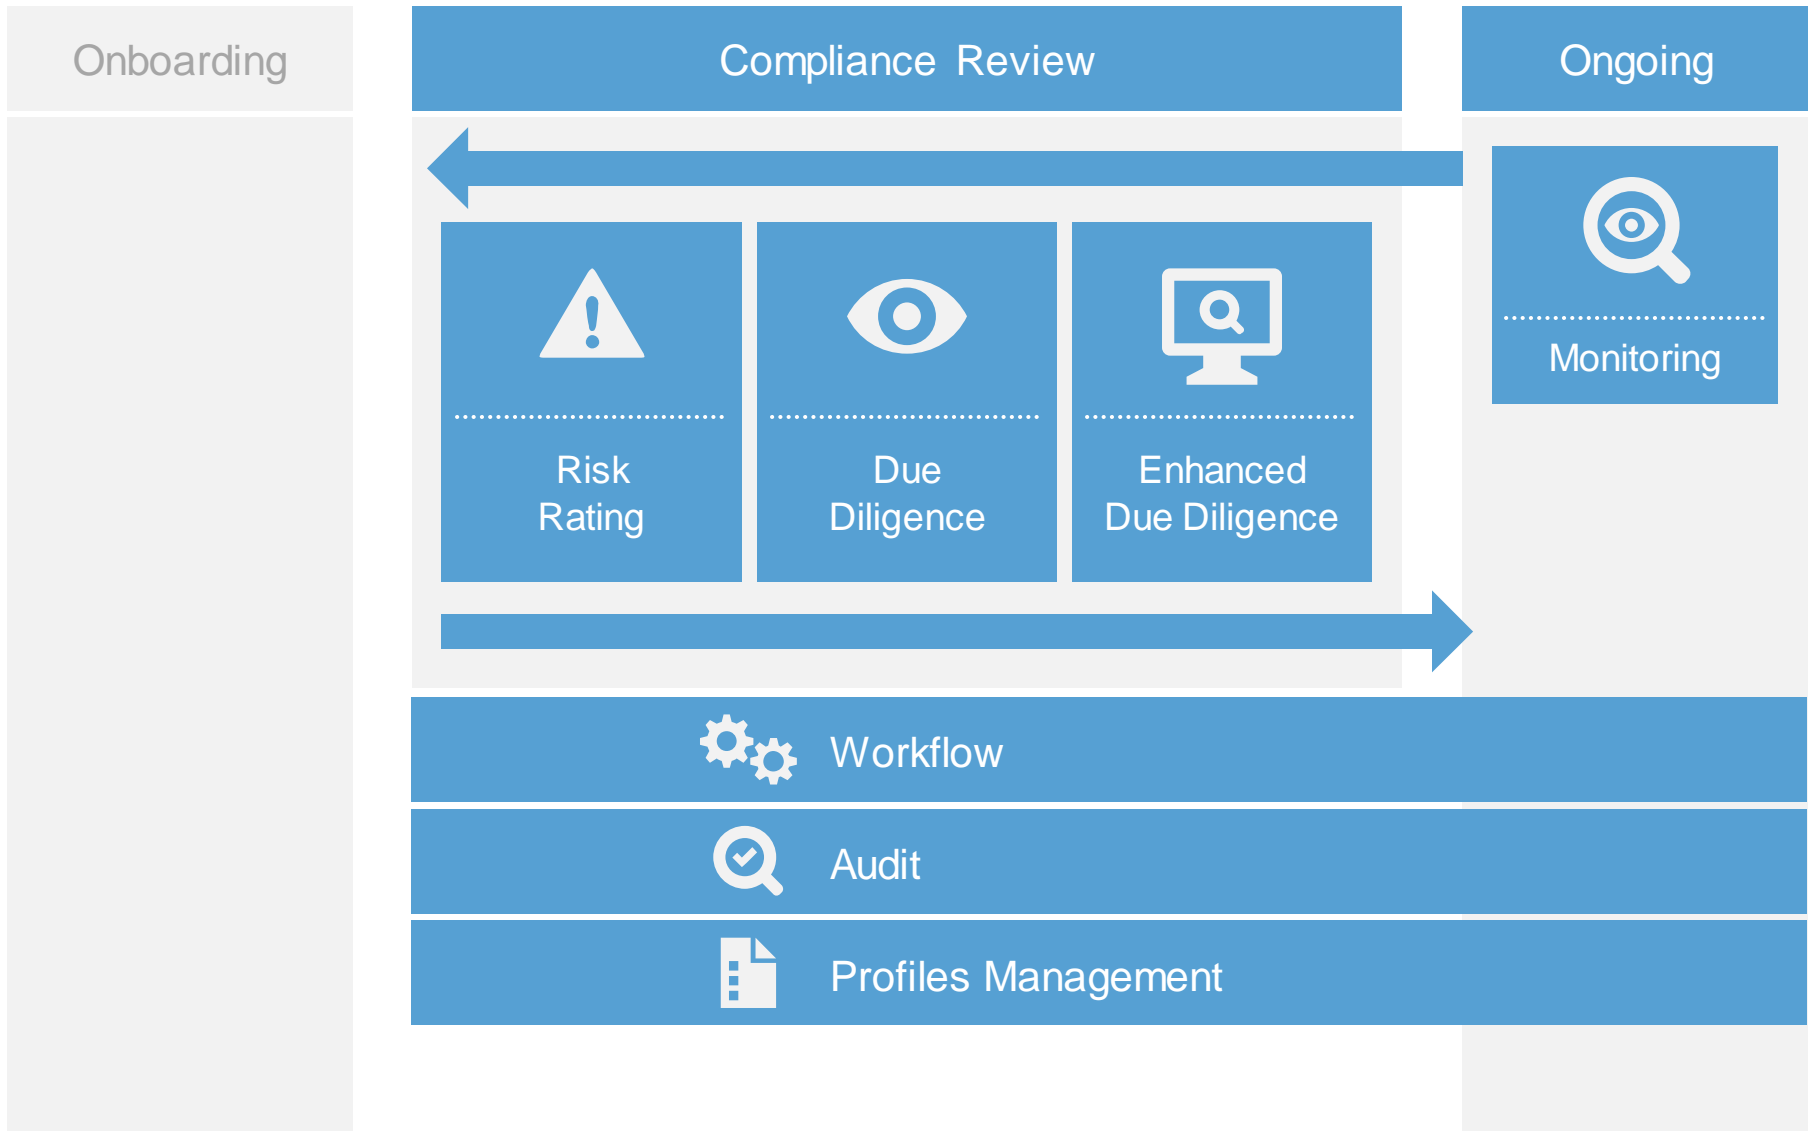 Onboarding
Compliance Review
Ongoing
Monitoring
Risk
Rating
Due
Diligence
Enhanced
Due Diligence
Workflow
Audit
Profiles Management